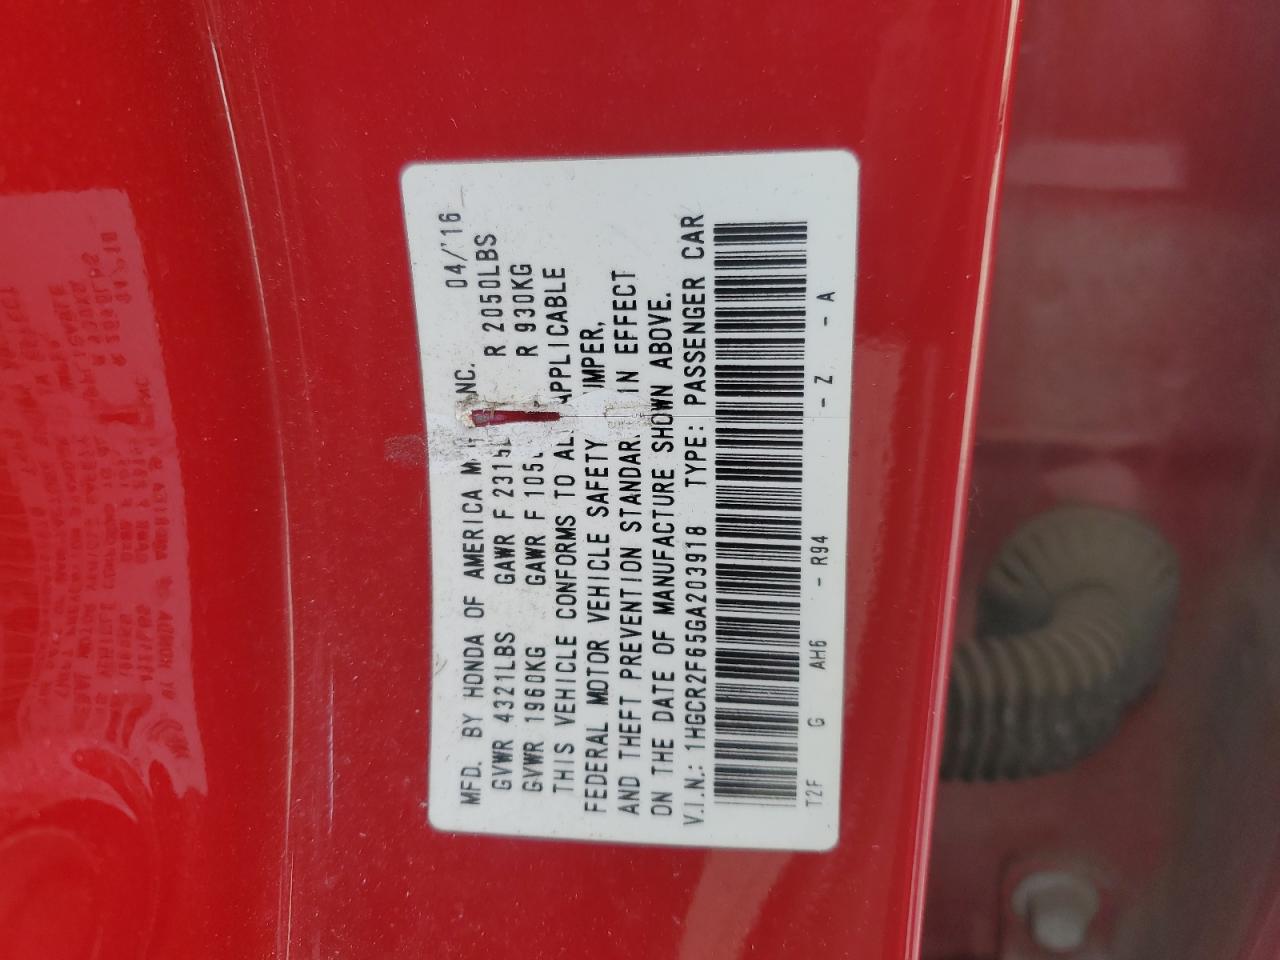 MFD. BY HONDA OF AMERICA NC. 04/'16
GVWR 4321LBS GAWR F 2315 R 2050LBS
GVWR 1960KG GAWR F 105 R 930KG
THIS VEHICLE CONFORMS TO AL APPLICABLE
FEDERAL MOTOR VEHICLE SAFETY UMPER,
AND THEFT PREVENTION STANDAR IN EFFECT
ON THE DATE OF MANUFACTURE SHOWN ABOVE.
V.I.N.: 1HGCR2F65GA203918 TYPE: PASSENGER CAR
T2F G AH6 - R94 - Z - A